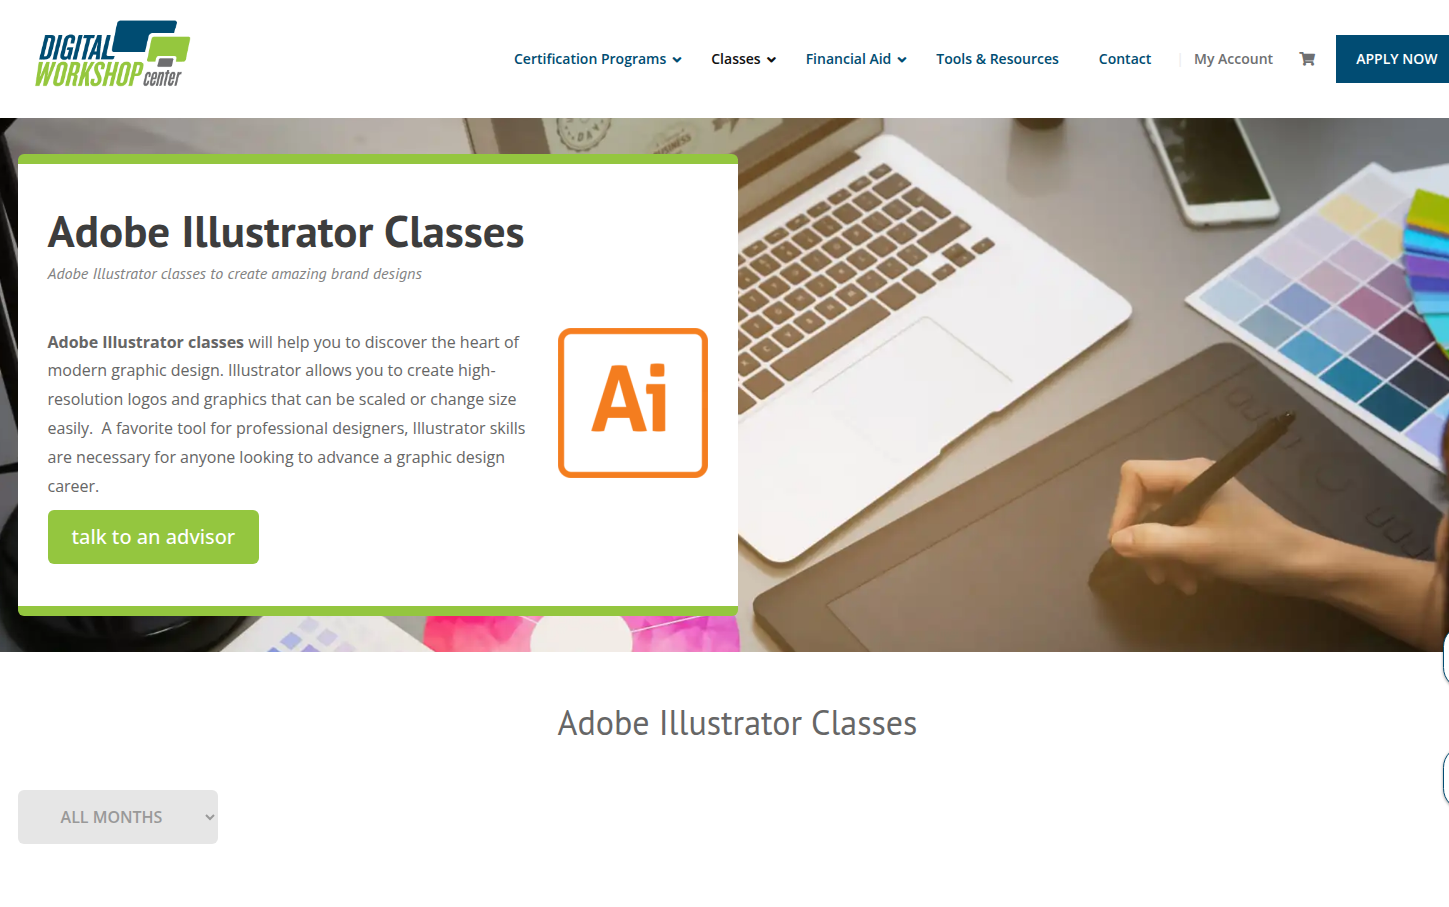 DIGITAL
WORKSHOP center
Certification Programs
Classes
Financial Aid
Tools & Resources
Contact
My Account
APPLY NOW
DAY
BUSINESS
Adobe Illustrator Classes
Adobe Illustrator classes to create amazing brand designs
Adobe Illustrator classes will help you to discover the heart of
modern graphic design. Illustrator allows you to create high-
resolution logos and graphics that can be scaled or change size
easily.  A favorite tool for professional designers, Illustrator skills
are necessary for anyone looking to advance a graphic design
career.
Ai
talk to an advisor
Adobe Illustrator Classes
ALL MONTHS